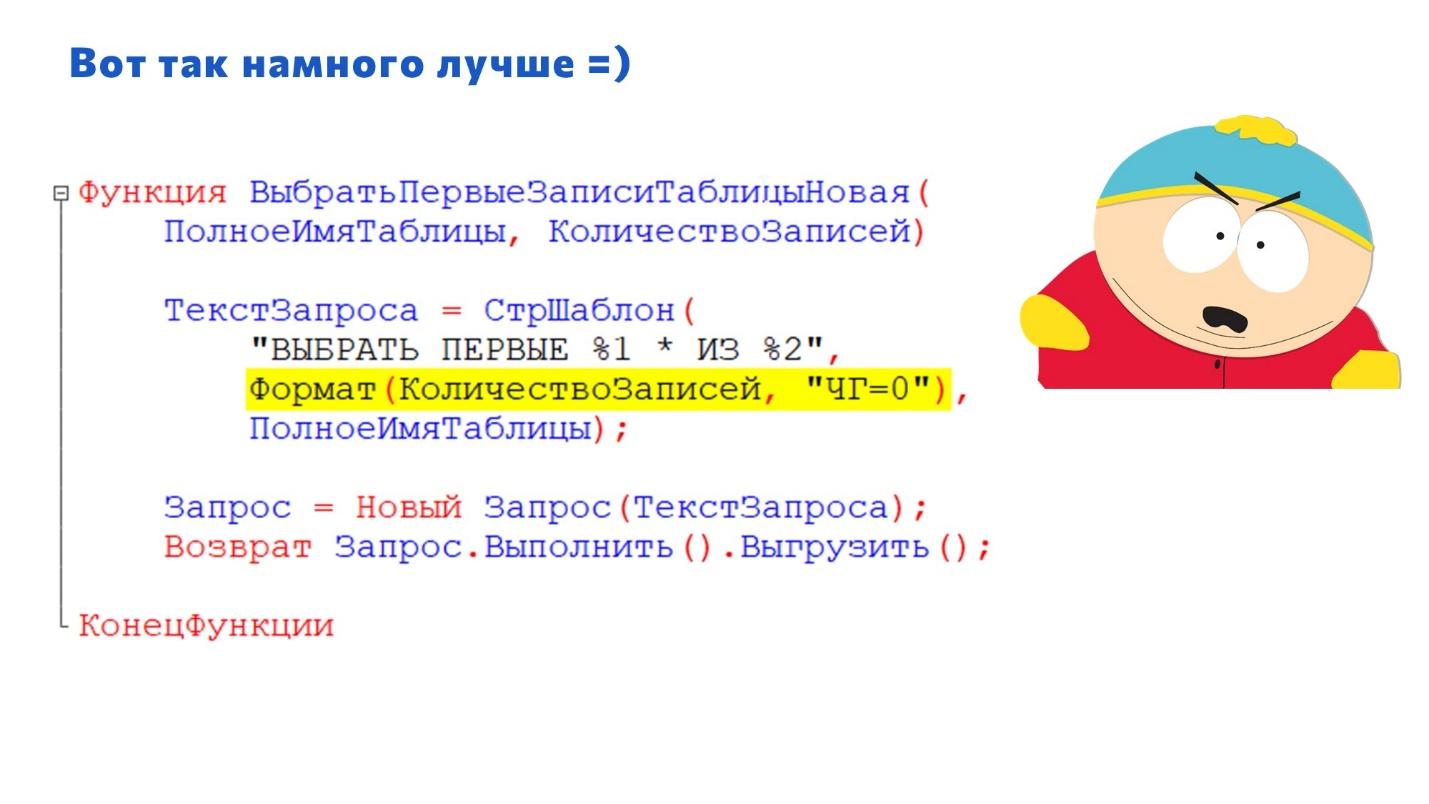 Вот так намного лучше =)
Функция ВыбратьПервыеЗаписиТаблицыНовая(
ПолноеИмяТаблицы, КоличествоЗаписей)
ТекстЗапроса = СтрШаблон(
"ВЫБРАТЬ ПЕРВЫЕ %1 * ИЗ %2",
Формат(КоличествоЗаписей, "ЧГ=0"),
ПолноеИмяТаблицы);
Запрос = Новый Запрос(ТекстЗапроса);
Возврат Запрос.Выполнить().Выгрузить();
КонецФункции